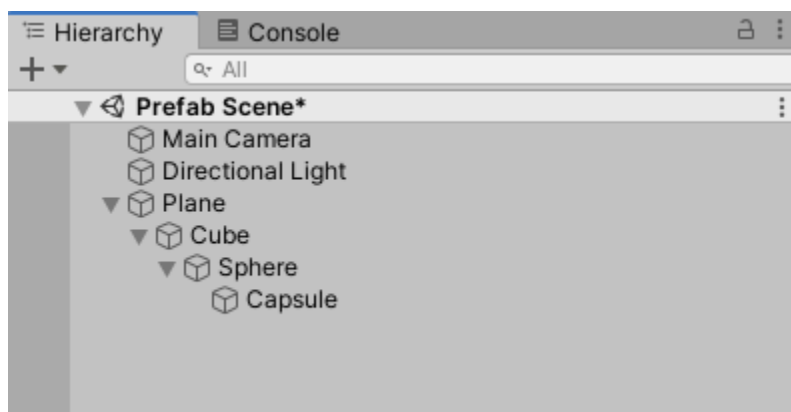 Hierarchy Console
All
Prefab Scene*
Main Camera
Directional Light
Plane
Cube
Sphere
Capsule